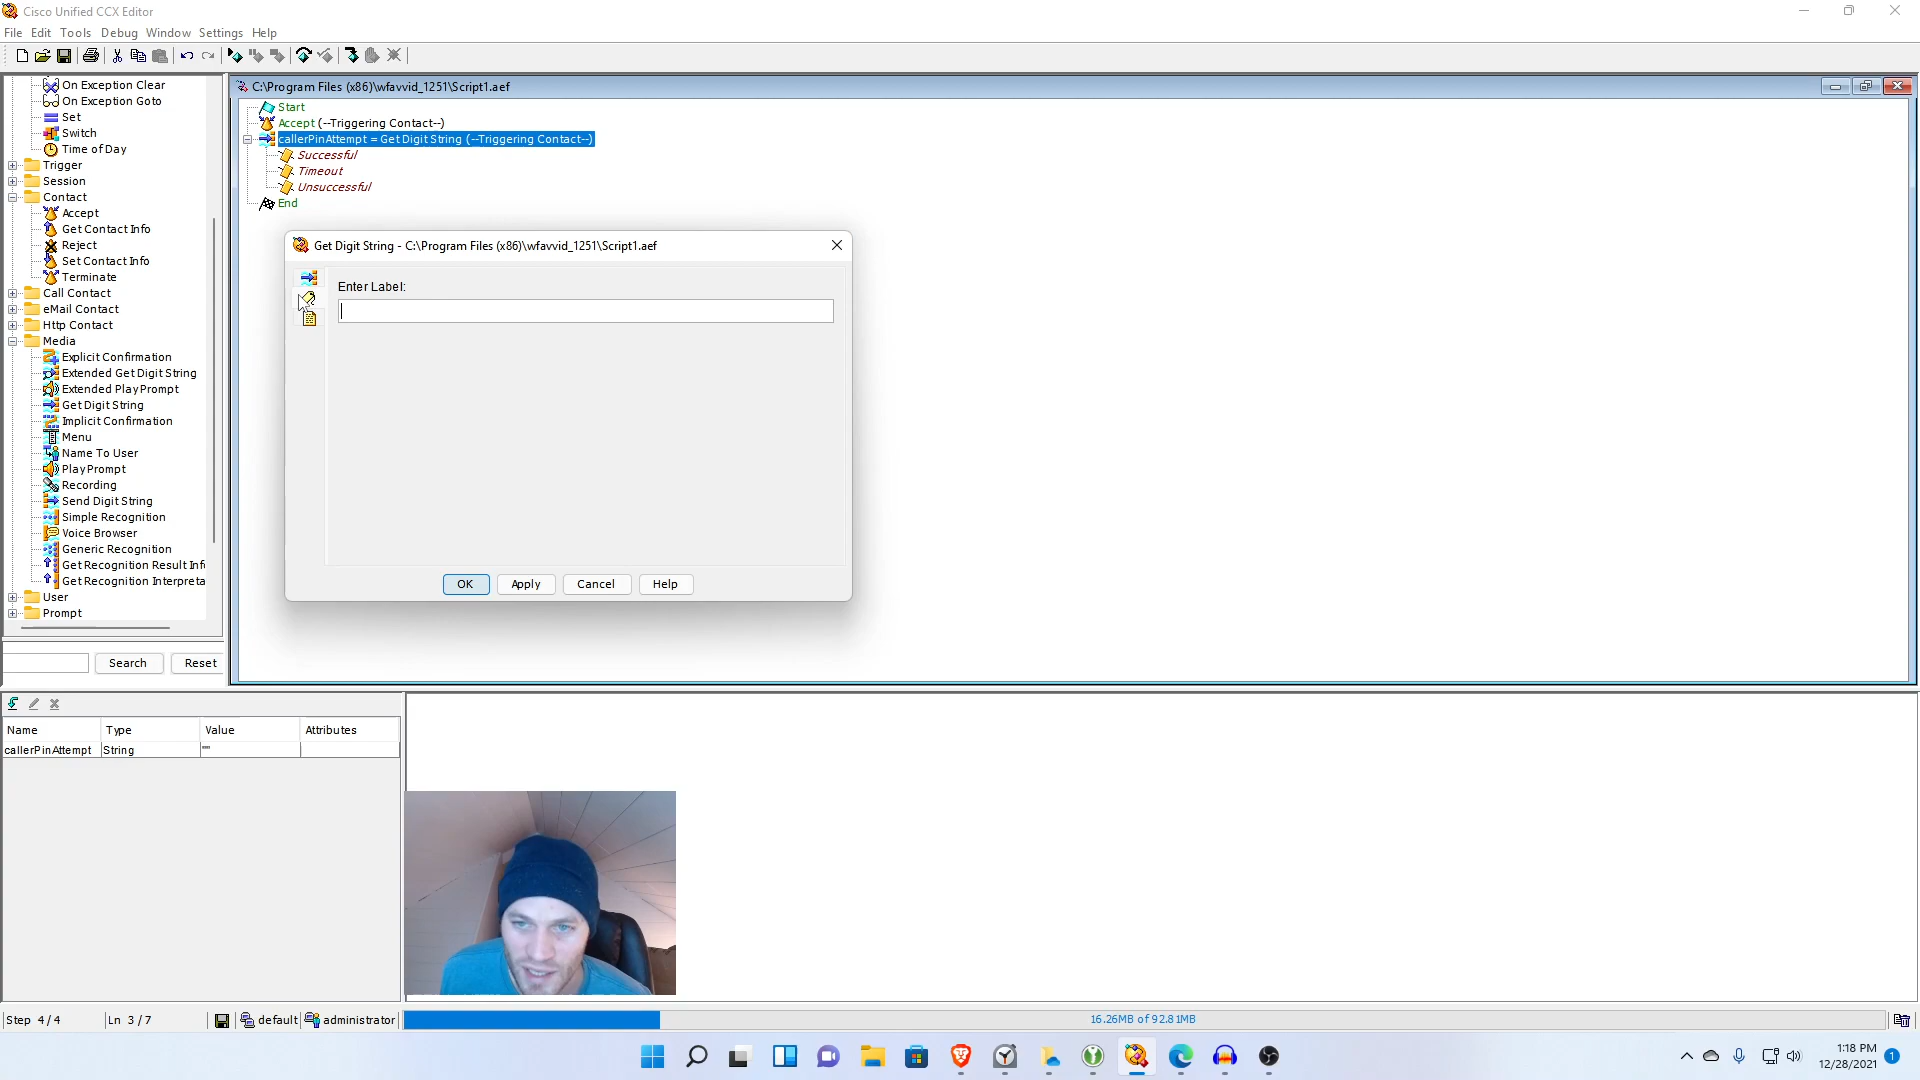 Cisco Unified CCX Editor
File Edit Tools Debug Window Settings Help
On Exception Clear
On Exception Goto
Set
Switch
Time of Day
Trigger
Session
Contact
Accept
Get Contact Info
Reject
Set Contact Info
Terminate
Call Contact
eMail Contact
Http Contact
Media
Explicit Confirmation
Extended Get Digit String
Extended Play Prompt
Get Digit String
Implicit Confirmation
Menu
Name To User
Play Prompt
Recording
Send Digit String
Simple Recognition
Voice Browser
Generic Recognition
Get Recognition Result Inf
Get Recognition Interpreta
User
Prompt
Search Reset
C:\Program Files (x86)\wfavvid_1251\Script1.aef
Start
Accept (--Triggering Contact--)
callerPinAttempt = Get Digit String (--Triggering Contact--)
Successful
Timeout
Unsuccessful
End
Get Digit String - C:\Program Files (x86)\wfavvid_1251\Script1.aef
Enter Label:
OK Apply Cancel Help
Name Type Value Attributes
callerPinAttempt String ""
Step 4/4 Ln 3/7 default administrator 16.26MB of 92.81MB
1:18 PM
12/28/2021 1